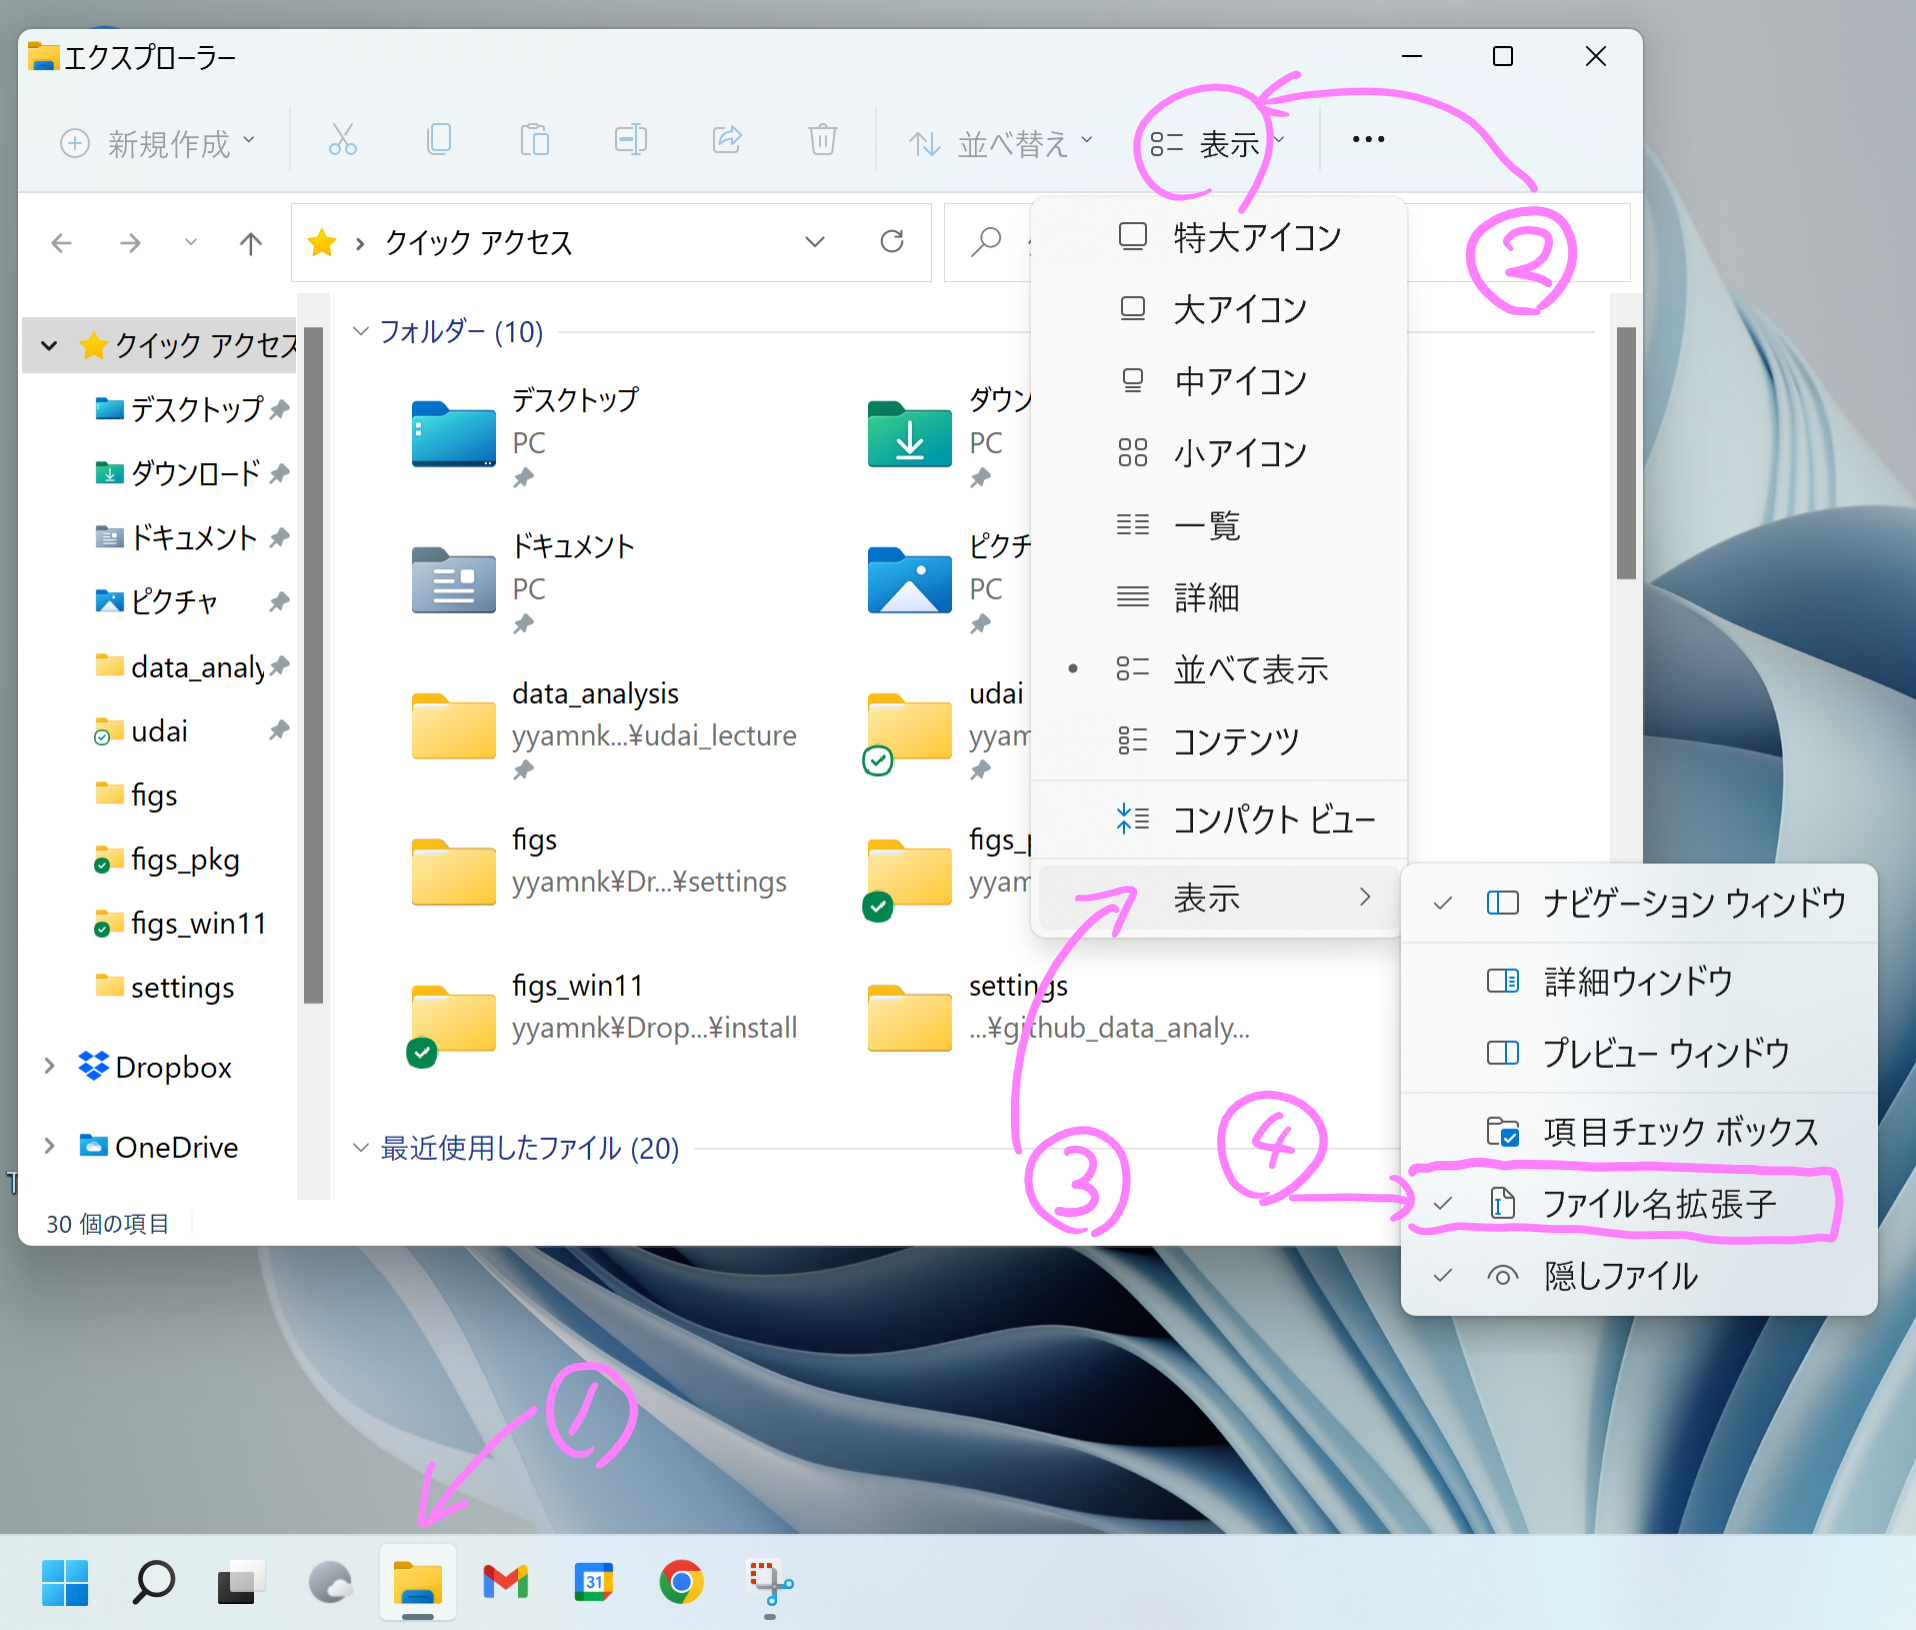 エクスプローラー
新規作成
並べ替え
表示
クイック アクセス
②
クイック アクセス
デスクトップ
ダウンロード
ドキュメント
ピクチャ
data_analy
udai
figs
figs_pkg
figs_win11
settings
Dropbox
OneDrive
30 個の項目
フォルダー (10)
デスクトップ
PC
ダウン
PC
ドキュメント
PC
ピクチ
PC
data_analysis
yyamnk...¥udai_lecture
udai
yyam
figs
yyamnk¥Dr...¥settings
figs_p
yyam
figs_win11
yyamnk¥Drop...¥install
settings
...¥github_data_analy...
最近使用したファイル (20)
特大アイコン
大アイコン
中アイコン
小アイコン
一覧
詳細
並べて表示
コンテンツ
コンパクト ビュー
表示
③
④
ナビゲーション ウィンドウ
詳細ウィンドウ
プレビュー ウィンドウ
項目チェック ボックス
ファイル名拡張子
隠しファイル
①
31